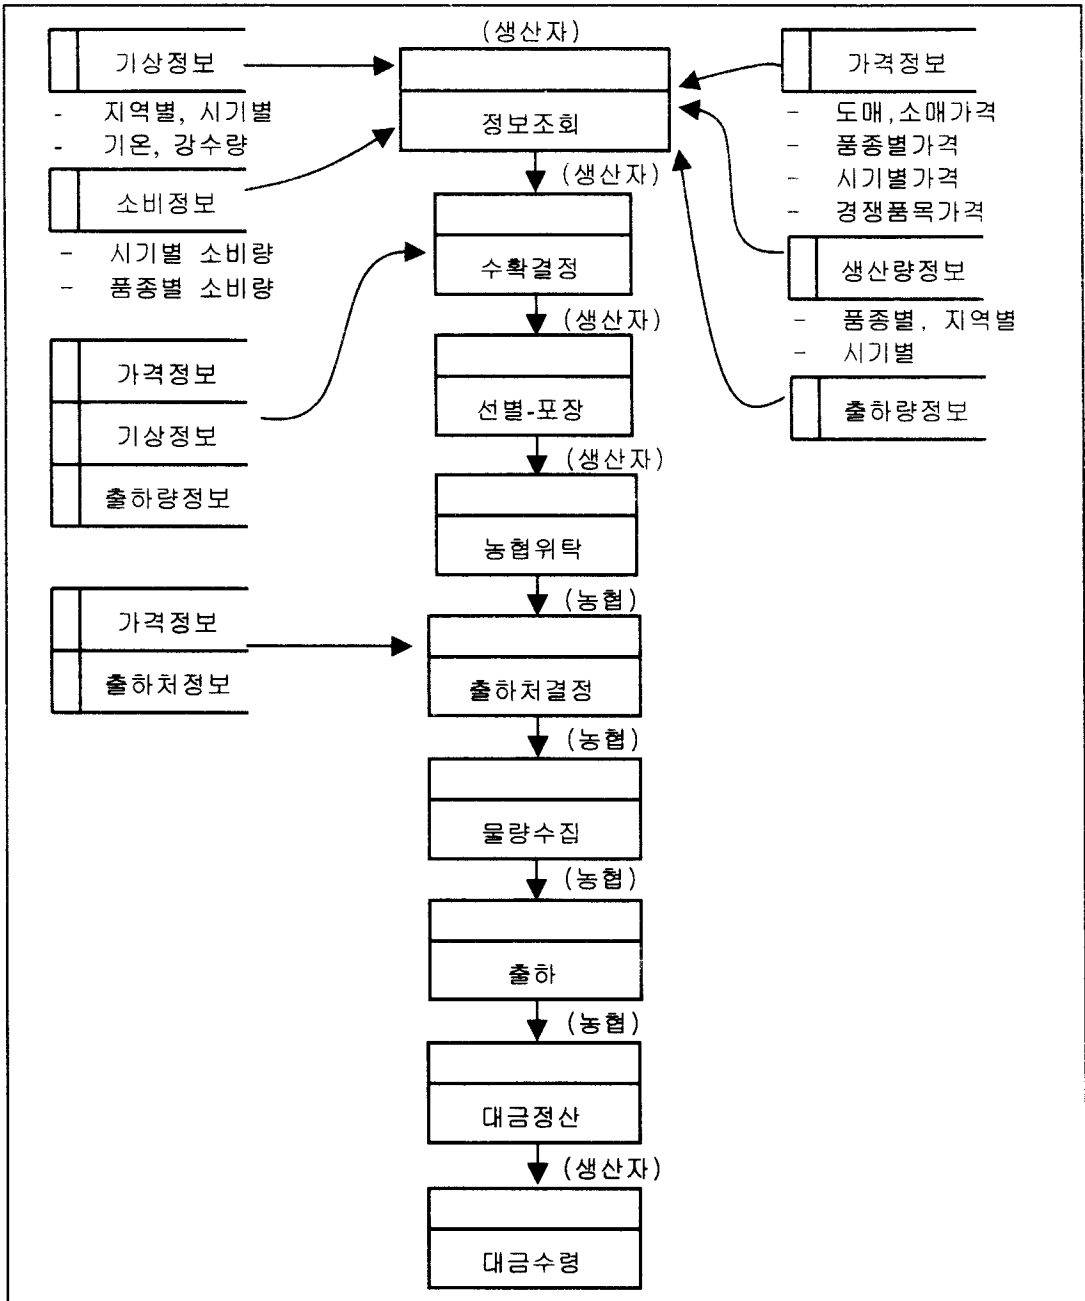 (생산자)
기상정보
- 지역별, 시기별
- 기온, 강수량
소비정보
- 시기별 소비량
- 품종별 소비량
정보조회
가격정보
- 도매,소매가격
- 품종별가격
- 시기별가격
- 경쟁품목가격
생산량정보
- 품종별, 지역별
- 시기별
출하량정보
(생산자)
수확결정
가격정보
기상정보
출하량정보
(생산자)
선별-포장
(생산자)
농협위탁
(농협)
가격정보
출하처정보
출하처결정
(농협)
물량수집
(농협)
출하
(농협)
대금정산
(생산자)
대금수령